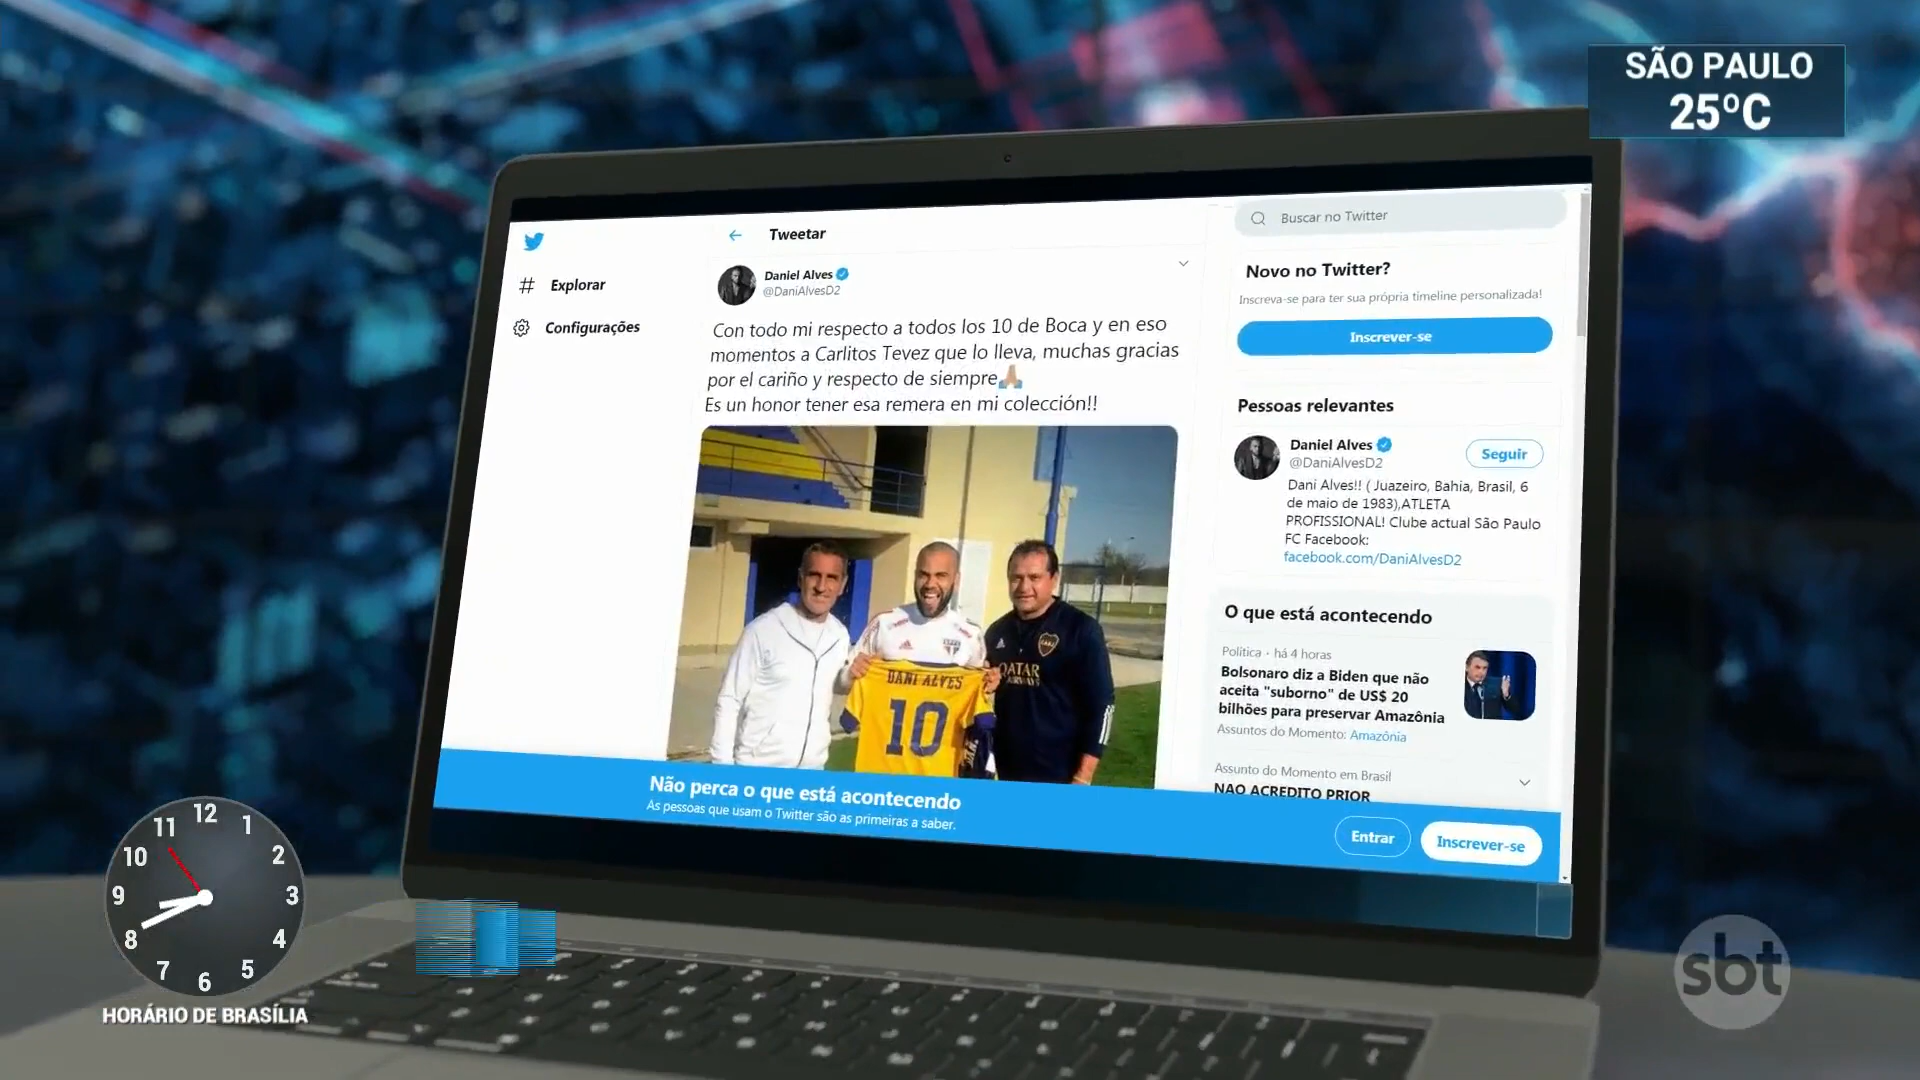 SÃO PAULO
25ºC
Tweetar
Buscar no Twitter
Explorar
Configurações
Daniel Alves
@DaniAlvesD2
Con todo mi respecto a todos los 10 de Boca y en eso
momentos a Carlitos Tevez que lo lleva, muchas gracias
por el cariño y respecto de siempre🙏
Es un honor tener esa remera en mi colección!!
DANI ALVES
10
QATAR
AIRWAYS
Novo no Twitter?
Inscreva-se para ter sua própria timeline personalizada!
Inscrever-se
Pessoas relevantes
Daniel Alves
@DaniAlvesD2
Seguir
Dani Alves!! ( Juazeiro, Bahia, Brasil, 6
de maio de 1983),ATLETA
PROFISSIONAL! Clube actual São Paulo
FC Facebook:
facebook.com/DaniAlvesD2
O que está acontecendo
Política · há 4 horas
Bolsonaro diz a Biden que não
aceita "suborno" de US$ 20
bilhões para preservar Amazônia
Assuntos do Momento: Amazônia
Assunto do Momento em Brasil
NAO ACREDITO PRIOR
Não perca o que está acontecendo
As pessoas que usam o Twitter são as primeiras a saber.
Entrar
Inscrever-se
12
1
2
3
4
5
6
7
8
9
10
11
HORÁRIO DE BRASÍLIA
sbt